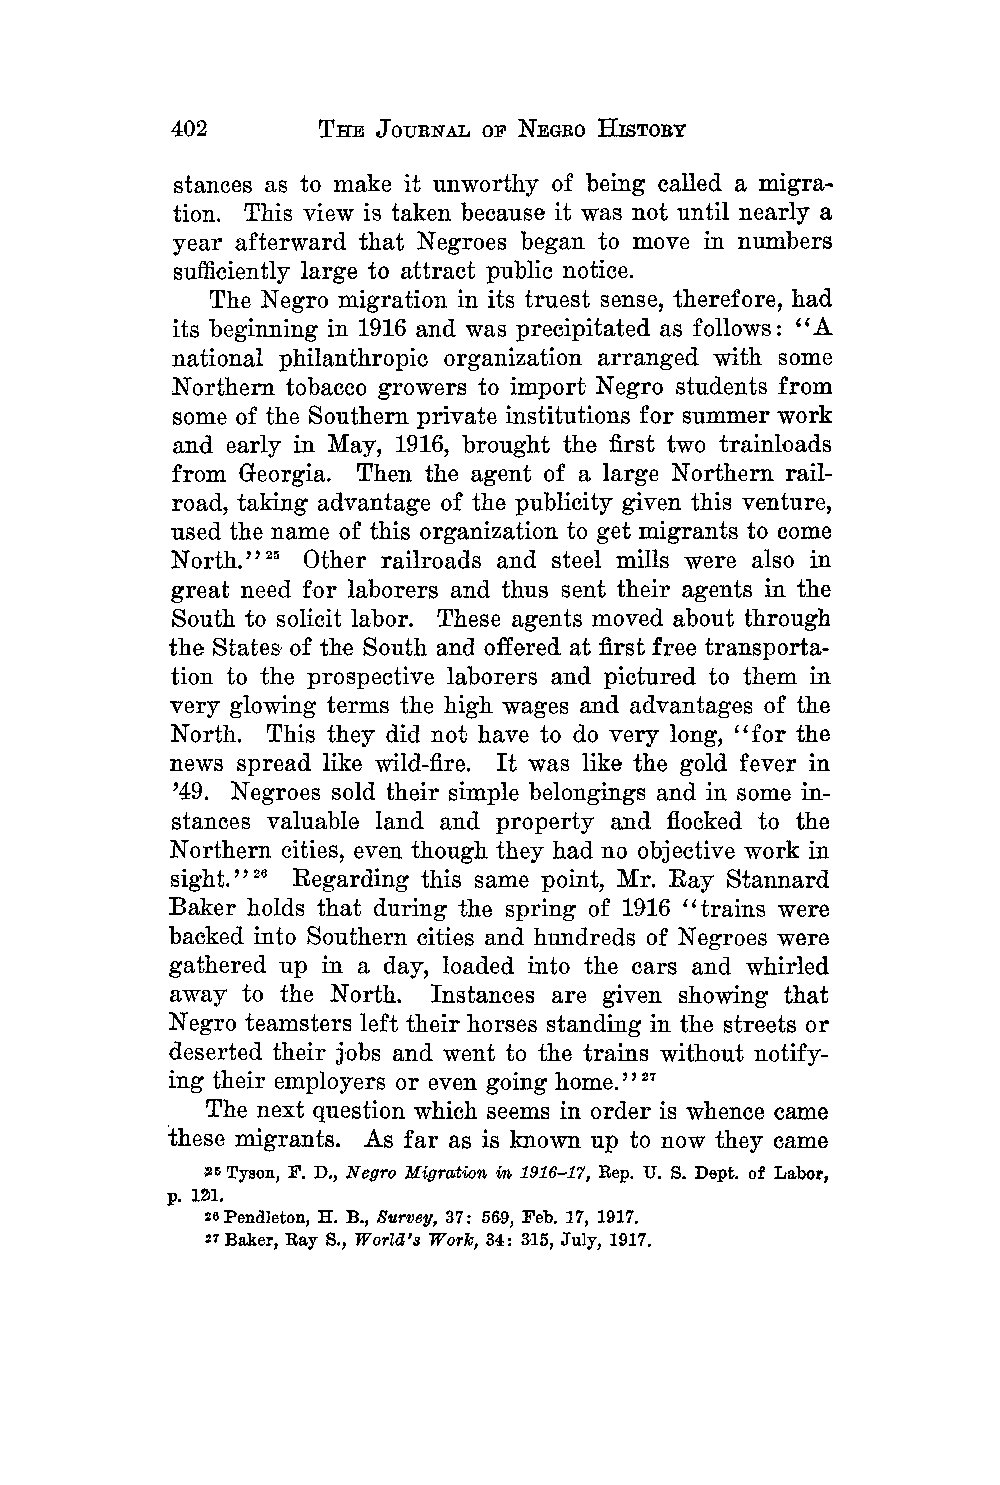 402 THE JOURNAL OF NEGRO HISTORY
stances as to make it unworthy of being called a migra-
tion. This view is taken because it was not until nearly a
year afterward that Negroes began to move in numbers
sufficiently large to attract public notice.
The Negro migration in its truest sense, therefore, had
its beginning in 1916 and was precipitated as follows: "A
national philanthropic organization arranged with some
Northern tobacco growers to import Negro students from
some of the Southern private institutions for summer work
and early in May, 1916, brought the first two trainloads
from Georgia. Then the agent of a large Northern rail-
road, taking advantage of the publicity given this venture,
used the name of this organization to get migrants to come
North."25 Other railroads and steel mills were also in
great need for laborers and thus sent their agents in the
South to solicit labor. These agents moved about through
the States of the South and offered at first free transporta-
tion to the prospective laborers and pictured to them in
very glowing terms the high wages and advantages of the
North. This they did not have to do very long, "for the
news spread like wild-fire. It was like the gold fever in
'49. Negroes sold their simple belongings and in some in-
stances valuable land and property and flocked to the
Northern cities, even though they had no objective work in
sight."26 Regarding this same point, Mr. Ray Stannard
Baker holds that during the spring of 1916 "trains were
backed into Southern cities and hundreds of Negroes were
gathered up in a day, loaded into the cars and whirled
away to the North. Instances are given showing that
Negro teamsters left their horses standing in the streets or
deserted their jobs and went to the trains without notify-
ing their employers or even going home."27
The next question which seems in order is whence came
these migrants. As far as is known up to now they came
25 Tyson, F. D., Negro Migration in 1916–17, Rep. U. S. Dept. of Labor,
p. 121.
26 Pendleton, H. B., Survey, 37: 569, Feb. 17, 1917.
27 Baker, Ray S., World's Work, 34: 315, July, 1917.